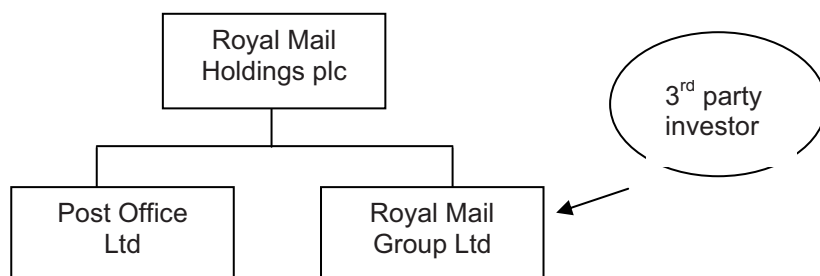 Royal Mail
Holdings plc
3rd party
investor
Post Office
Ltd
Royal Mail
Group Ltd